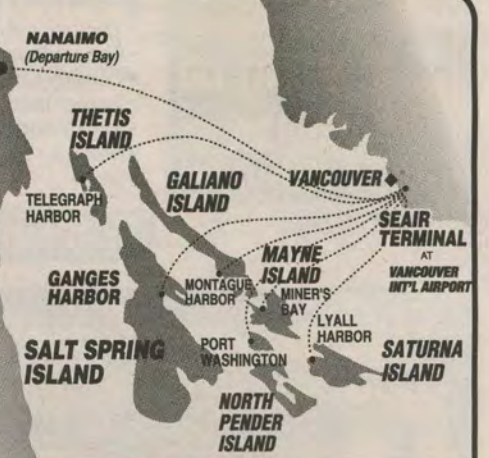 NANAIMO
(Departure Bay)
THETIS
ISLAND
TELEGRAPH
HARBOR
GALIANO
ISLAND
VANCOUVER
SEAIR
TERMINAL
AT
VANCOUVER
INT'L AIRPORT
GANGES
HARBOR
MONTAGUE
HARBOR
MAYNE
ISLAND
MINER'S
BAY
LYALL
HARBOR
SALT SPRING
ISLAND
PORT
WASHINGTON
SATURNA
ISLAND
NORTH
PENDER
ISLAND